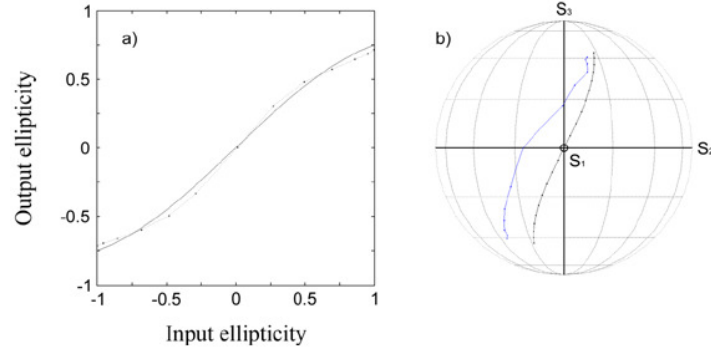 a)
1
0.5
0
-0.5
-1
-1
-0.5
0
0.5
1
Output ellipticity
Input ellipticity
b)
S3
S2
S1